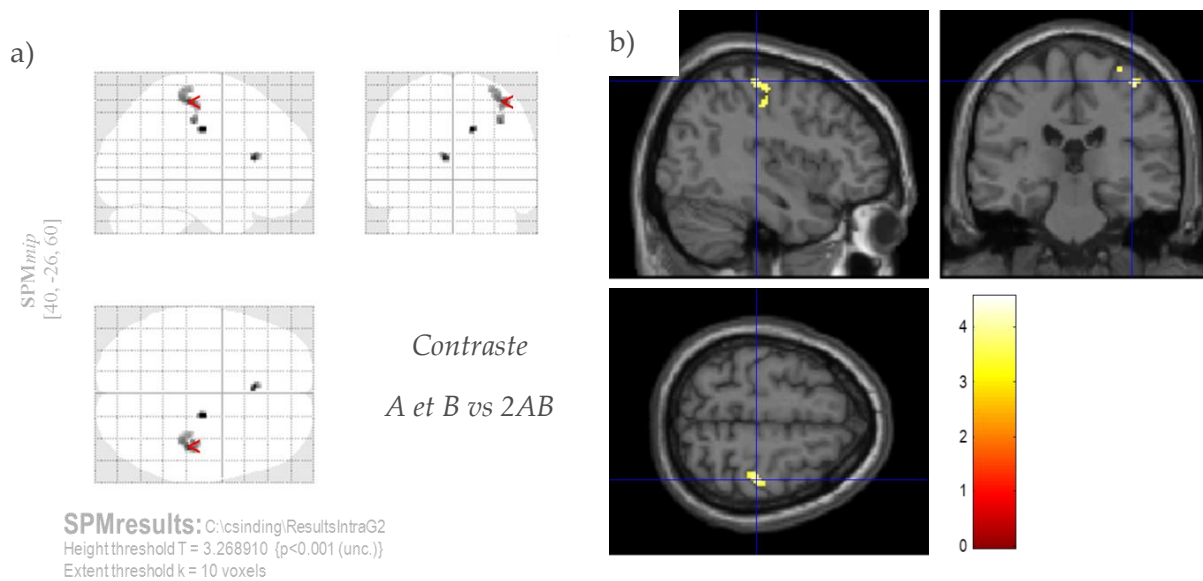 a)
b)
SPMmip
[40, -26, 60]
Contraste
A et B vs 2AB
SPMresults: C:\csinding\ResultsIntraG2
Height threshold T = 3.268910 {p<0.001 (unc.)}
Extent threshold k = 10 voxels
4
3
2
1
0